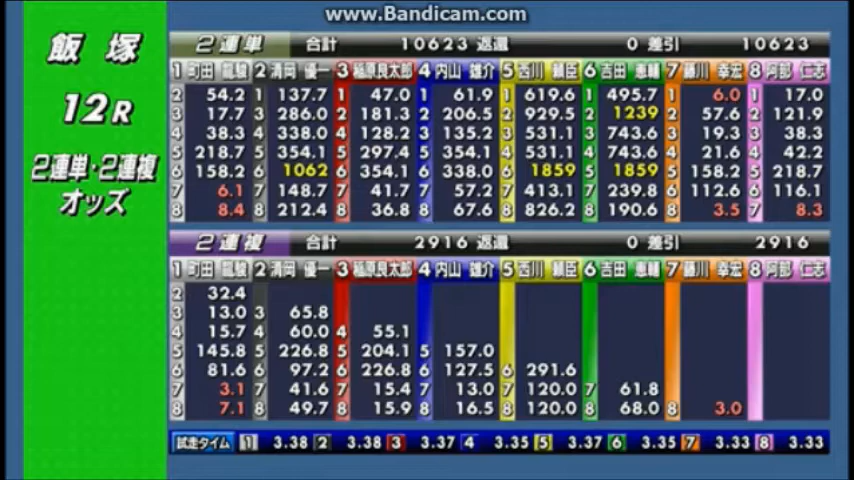 www.Bandicam.com
飯塚
12R
2連単・2連複
オッズ
2連単 合計 10623 返還 0 差引 10623
1 町田 龍駿 2 清岡 優一 3 稲原良太郎 4 内山 雄介 5 西川 頼臣 6 吉田 恵輔 7 藤川 幸宏 8 阿部 仁志
2 54.2 1 137.7 1 47.0 1 61.9 1 619.6 1 495.7 1 6.0 1 17.0
3 17.7 3 286.0 2 181.3 2 206.5 2 929.5 2 1239 2 57.6 2 121.9
4 38.3 4 338.0 4 128.2 3 135.2 3 531.1 3 743.6 3 19.3 3 38.3
5 218.7 5 354.1 5 297.4 5 354.1 4 531.1 4 743.6 4 21.6 4 42.2
6 158.2 6 1062 6 354.1 6 338.0 6 1859 5 1859 5 158.2 5 218.7
7 6.1 7 148.7 7 41.7 7 57.2 7 413.1 7 239.8 6 112.6 6 116.1
8 8.4 8 212.4 8 36.8 8 67.6 8 826.2 8 190.6 8 3.5 7 8.3
2連複 合計 2916 返還 0 差引 2916
1 町田 龍駿 2 清岡 優一 3 稲原良太郎 4 内山 雄介 5 西川 頼臣 6 吉田 恵輔 7 藤川 幸宏 8 阿部 仁志
2 32.4
3 13.0 3 65.8
4 15.7 4 60.0 4 55.1
5 145.8 5 226.8 5 204.1 5 157.0
6 81.6 6 97.2 6 226.8 6 127.5 6 291.6
7 3.1 7 41.6 7 15.4 7 13.0 7 120.0 7 61.8
8 7.1 8 49.7 8 15.9 8 16.5 8 120.0 8 68.0 8 3.0
試走タイム 1 3.38 2 3.38 3 3.37 4 3.35 5 3.37 6 3.35 7 3.33 8 3.33